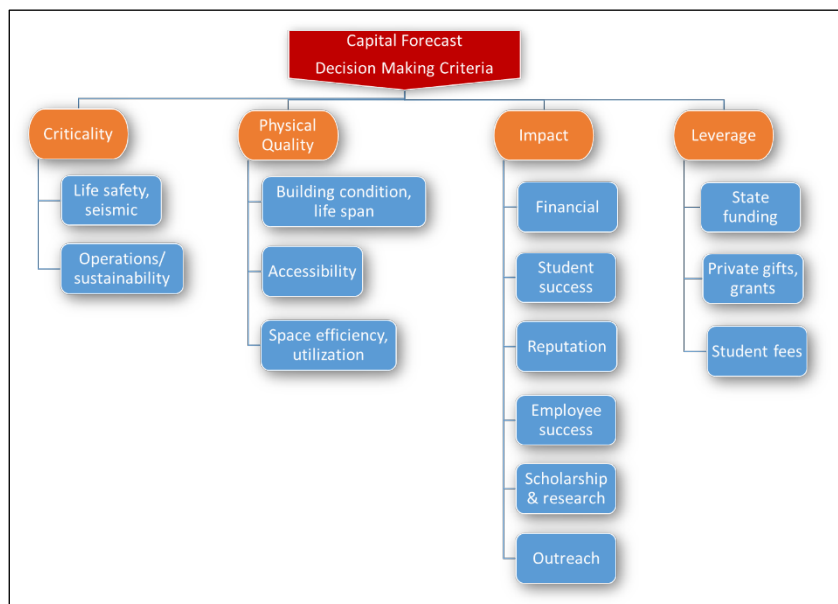 Capital Forecast
Decision Making Criteria
Criticality
Life safety,
seismic
Operations/
sustainability
Physical
Quality
Building condition,
life span
Accessibility
Space efficiency,
utilization
Impact
Financial
Student
success
Reputation
Employee
success
Scholarship
& research
Outreach
Leverage
State
funding
Private gifts,
grants
Student fees